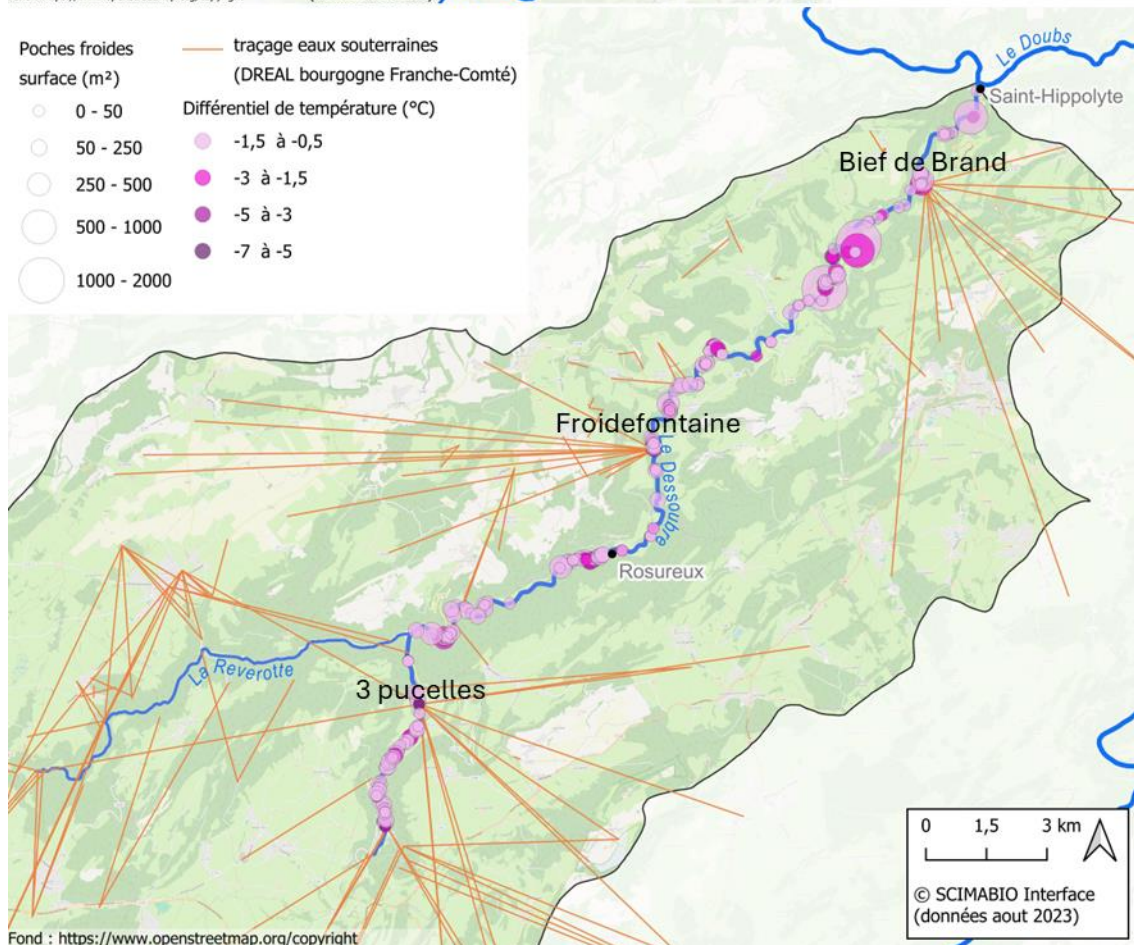 Poches froides
surface (m²)
0 - 50
50 - 250
250 - 500
500 - 1000
1000 - 2000
traçage eaux souterraines
(DREAL bourgogne Franche-Comté)
Différentiel de température (°C)
-1,5 à -0,5
-3 à -1,5
-5 à -3
-7 à -5
Le Doubs
Saint-Hippolyte
Bief de Brand
Froidefontaine
Le Dessoubre
Rosureux
La Reverotte
3 pucelles
0 1,5 3 km
© SCIMABIO Interface
(données aout 2023)
Fond : https://www.openstreetmap.org/copyright